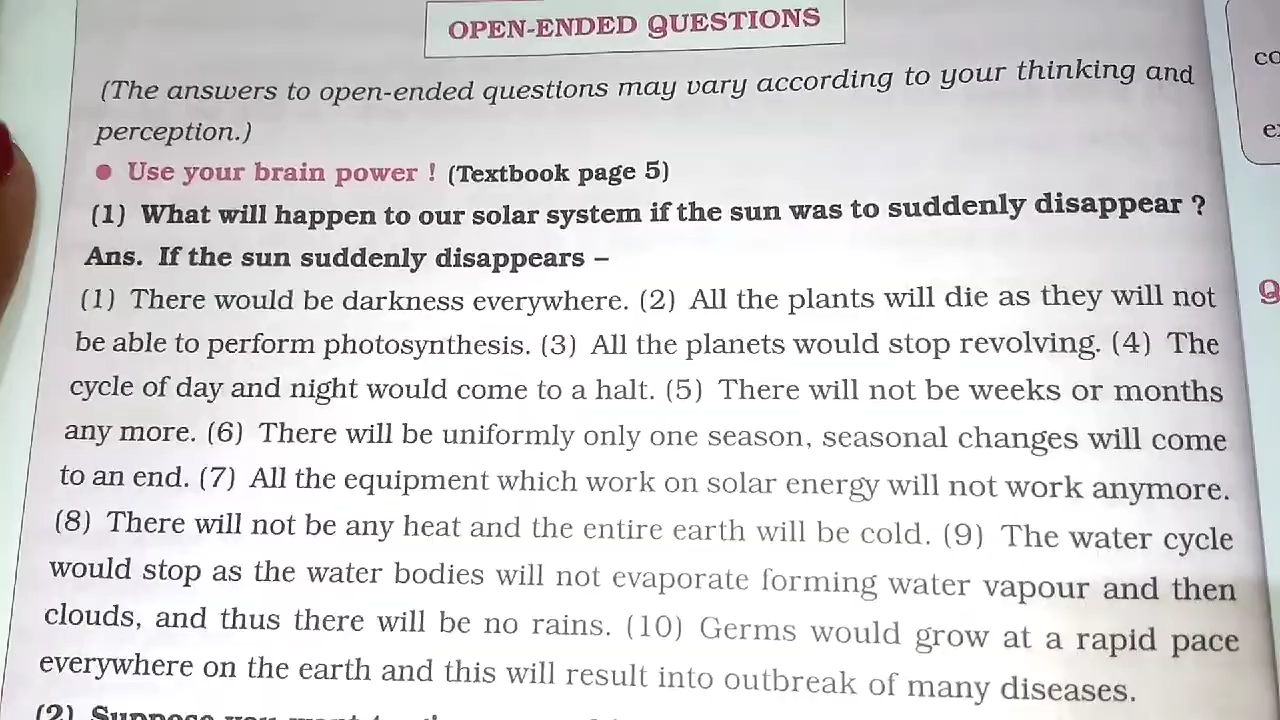 OPEN-ENDED QUESTIONS
(The answers to open-ended questions may vary according to your thinking and
perception.)
● Use your brain power ! (Textbook page 5)
(1) What will happen to our solar system if the sun was to suddenly disappear ?
Ans. If the sun suddenly disappears –
(1) There would be darkness everywhere. (2) All the plants will die as they will not
be able to perform photosynthesis. (3) All the planets would stop revolving. (4) The
cycle of day and night would come to a halt. (5) There will not be weeks or months
any more. (6) There will be uniformly only one season, seasonal changes will come
to an end. (7) All the equipment which work on solar energy will not work anymore.
(8) There will not be any heat and the entire earth will be cold. (9) The water cycle
would stop as the water bodies will not evaporate forming water vapour and then
clouds, and thus there will be no rains. (10) Germs would grow at a rapid pace
everywhere on the earth and this will result into outbreak of many diseases.
(2) Suppose you want
Q